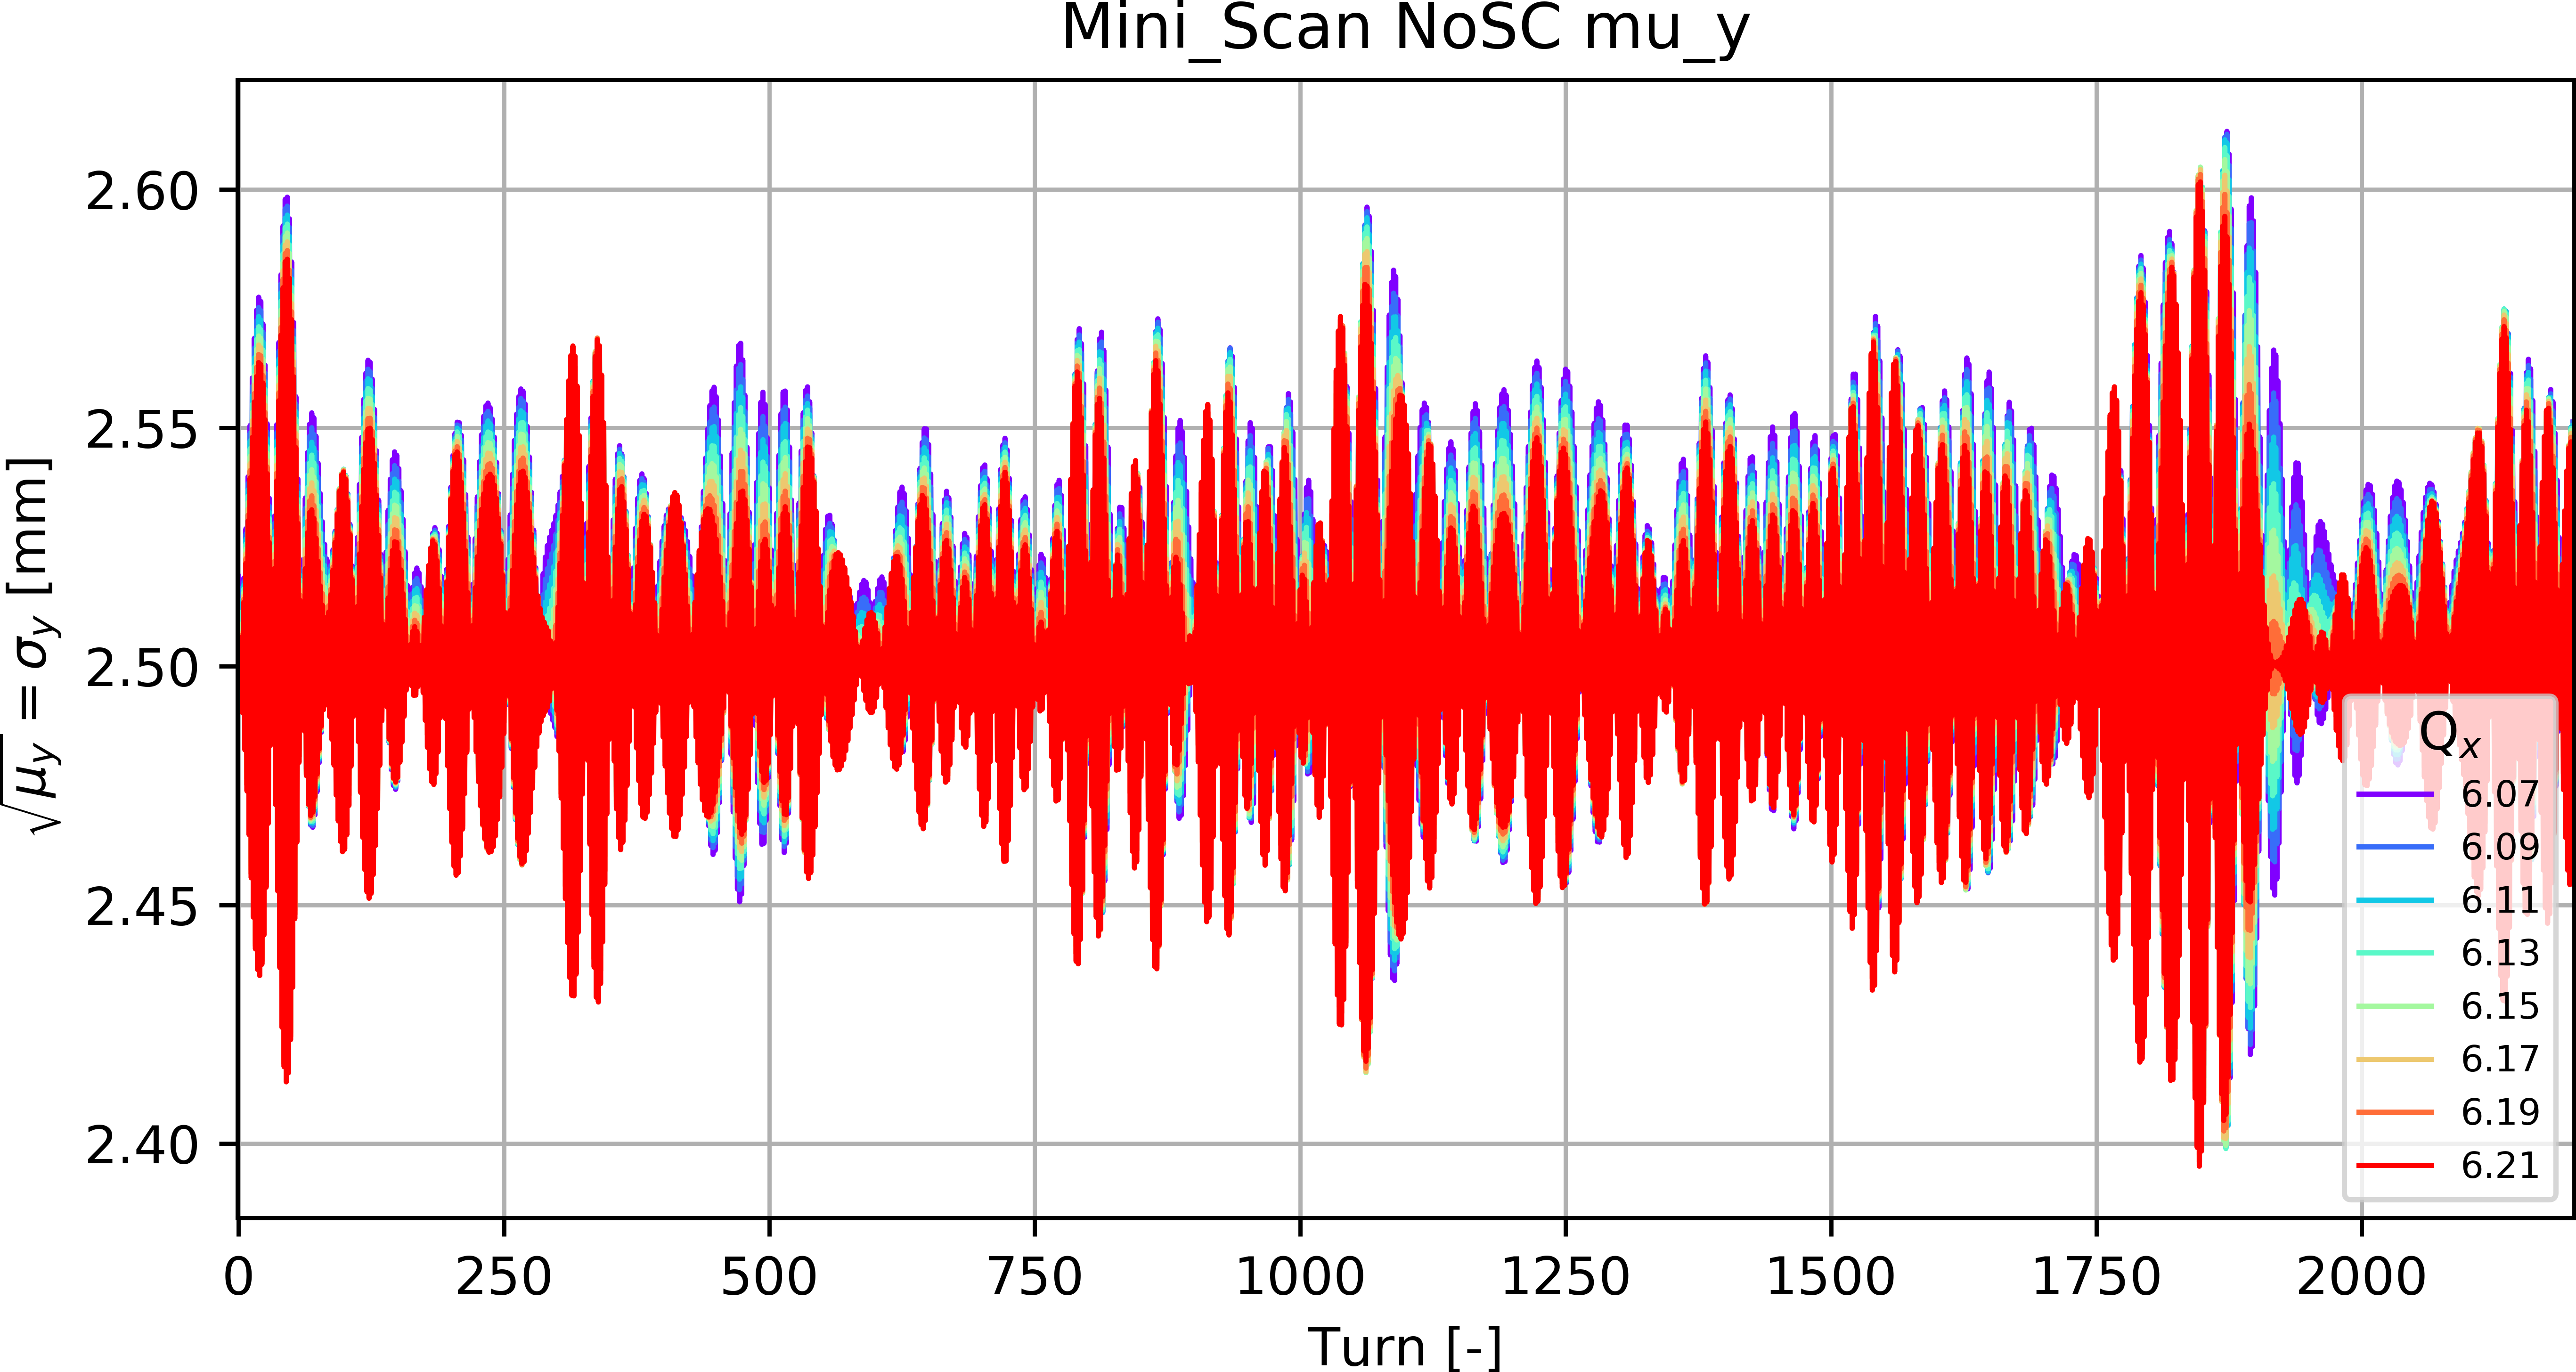 Mini_Scan NoSC mu_y
√μy = σy [mm]
2.60
2.55
2.50
2.45
2.40
0 250 500 750 1000 1250 1500 1750 2000
Turn [-]
Qx
6.07
6.09
6.11
6.13
6.15
6.17
6.19
6.21